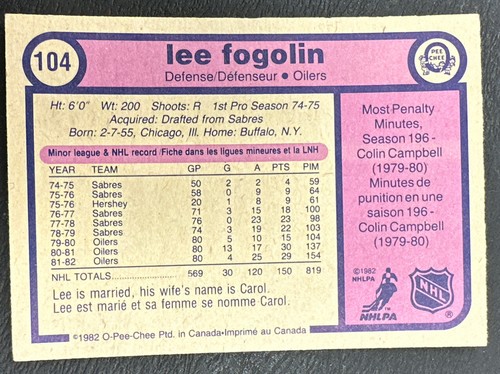 104
lee fogolin
Defense/Défenseur ● Oilers
O-PEE-CHEE
Ht: 6'0" Wt: 200 Shoots: R 1st Pro Season 74-75
Acquired: Drafted from Sabres
Born: 2-7-55, Chicago, Ill. Home: Buffalo, N.Y.
Minor league & NHL record/Fiche dans les ligues mineures et la LNH
YEAR TEAM GP G A PTS PIM
74-75 Sabres 50 2 2 4 59
75-76 Sabres 58 0 9 9 64
75-76 Hershey 20 1 8 9 61
76-77 Sabres 71 3 15 18 100
77-78 Sabres 76 0 23 23 98
78-79 Sabres 74 3 19 22 103
79-80 Oilers 80 5 10 15 104
80-81 Oilers 80 13 17 30 137
81-82 Oilers 80 4 25 29 154
NHL TOTALS 569 30 120 150 819
Lee is married, his wife's name is Carol.
Lee est marié et sa femme se nomme Carol.
©1982 O-Pee-Chee Ptd. in Canada•Imprimé au Canada
Most Penalty
Minutes,
Season 196-
Colin Campbell
(1979-80)
Minutes de
punition en une
saison 196-
Colin Campbell
(1979-80)
©1982
NHLPA
NHLPA
NHL